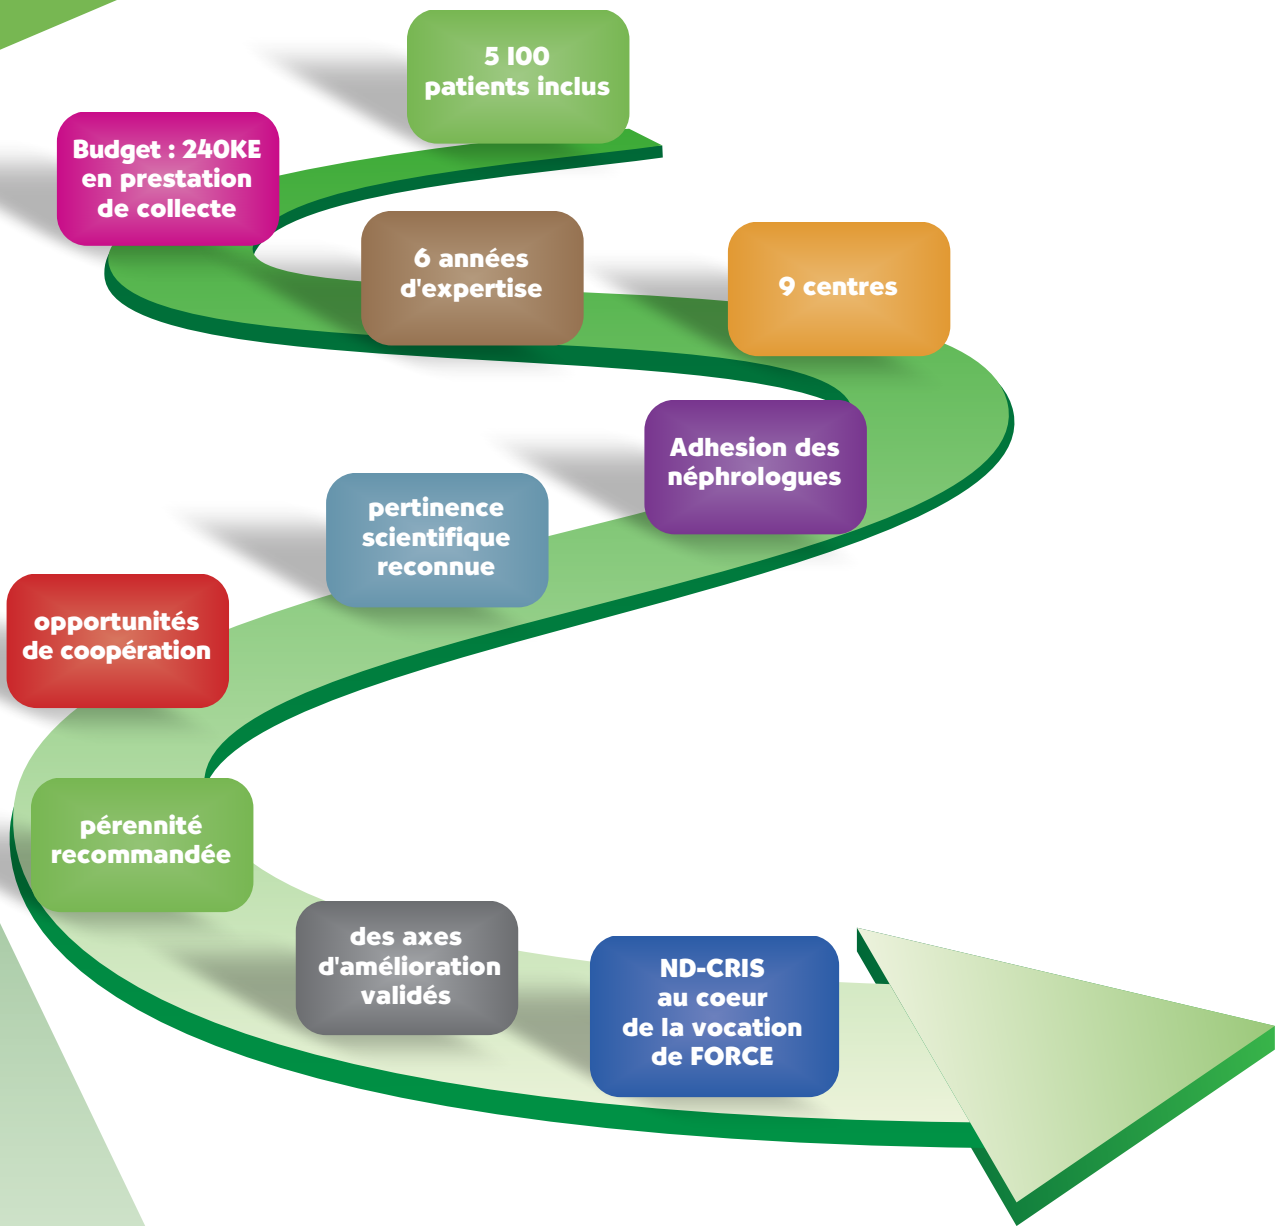 5 100
patients inclus
Budget : 240KE
en prestation
de collecte
6 années
d'expertise
9 centres
Adhesion des
néphrologues
pertinence
scientifique
reconnue
opportunités
de coopération
pérennité
recommandée
des axes
d'amélioration
validés
ND-CRIS
au coeur
de la vocation
de FORCE